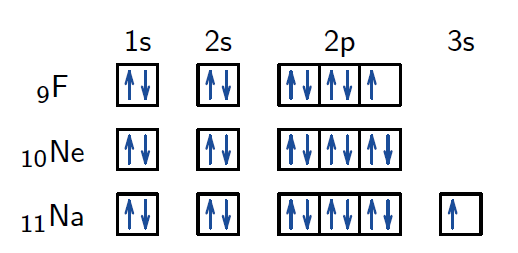 1s 2s 2p 3s
₉F
₁₀Ne
₁₁Na